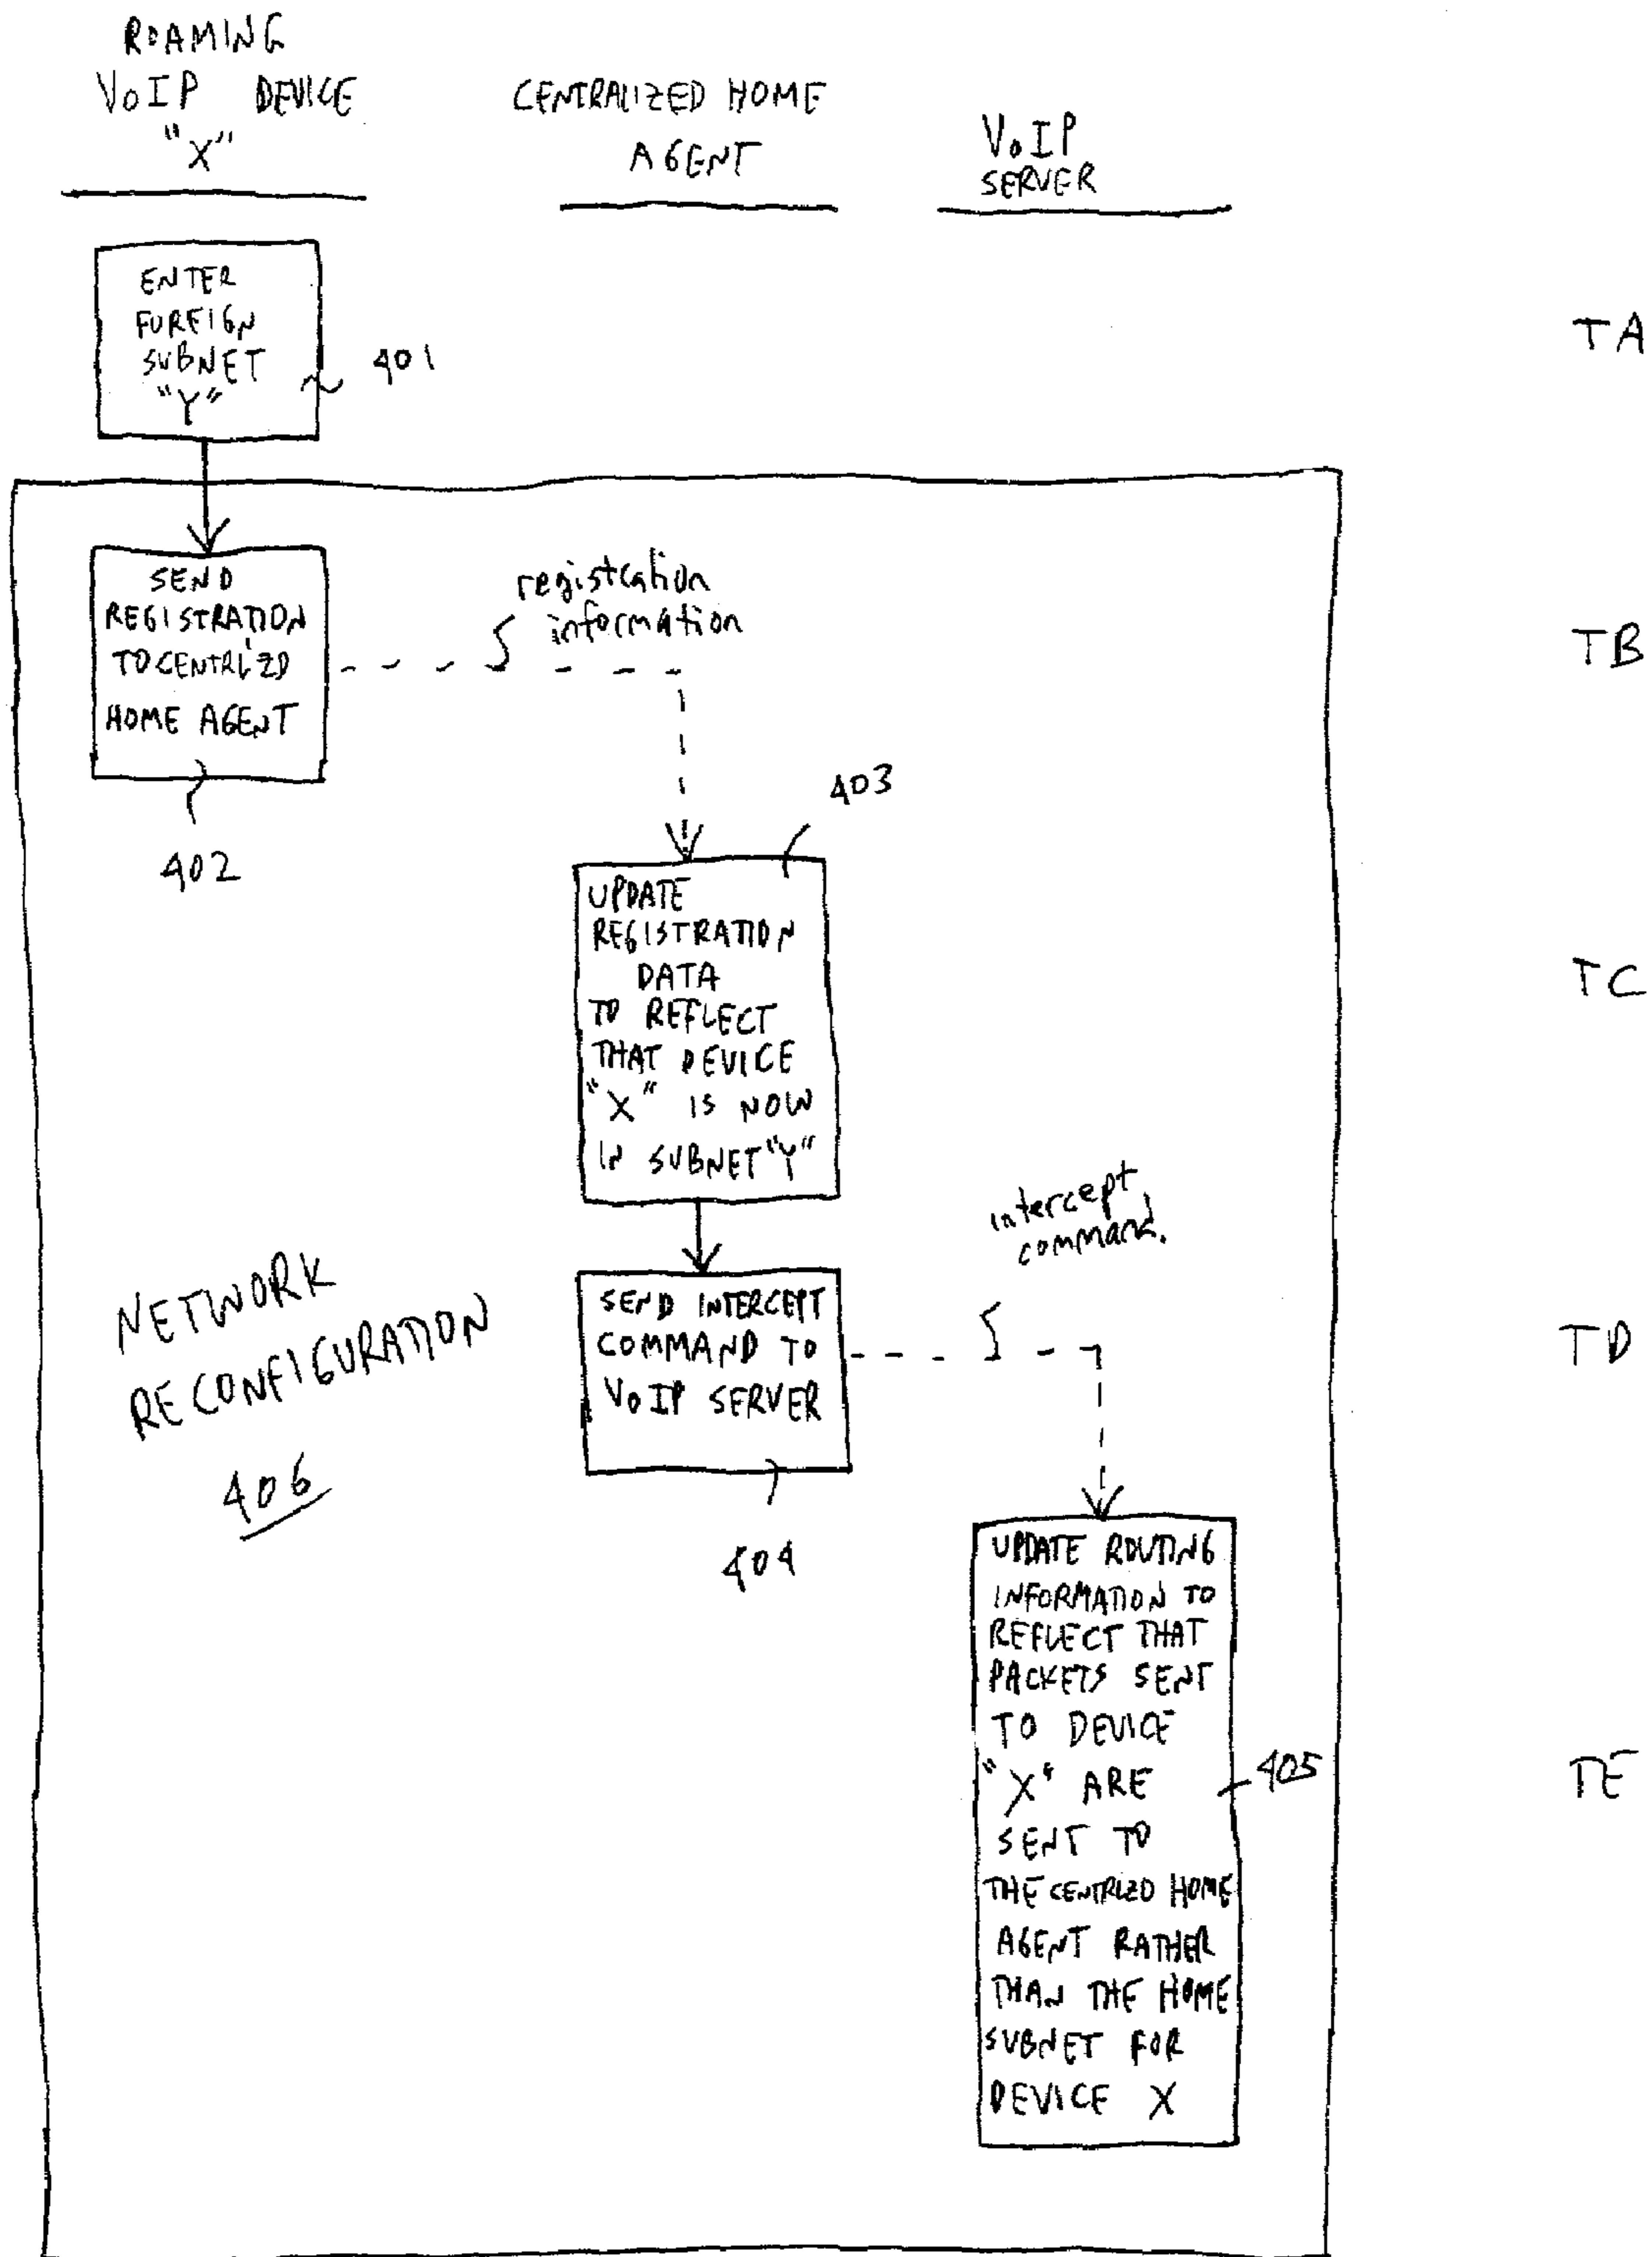 ROAMING
VoIP DEVICE
"X"
CENTRALIZED HOME
AGENT
VoIP
SERVER
ENTER
FOREIGN
SUBNET
"Y"
401
TA
SEND
REGISTRATION
TO CENTRLIZD
HOME AGENT
402
registration
information
TB
403
UPDATE
REGISTRATION
DATA
TO REFLECT
THAT DEVICE
"X" IS NOW
IN SUBNET "Y"
TC
intercept
command.
NETWORK
RECONFIGURATION
406
SEND INTERCEPT
COMMAND TO
VoIP SERVER
404
TD
UPDATE ROUTING
INFORMATION TO
REFLECT THAT
PACKETS SENT
TO DEVICE
"X" ARE
SENT TO
THE CENTRLZD HOME
AGENT RATHER
THAN THE HOME
SUBNET FOR
DEVICE X
405
TE